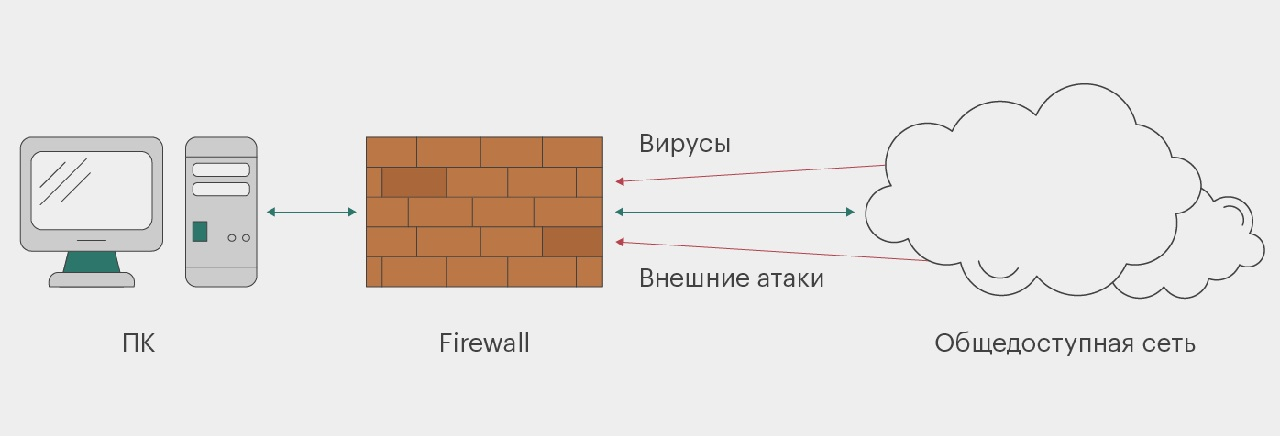 Вирусы
Внешние атаки
ПК
Firewall
Общедоступная сеть